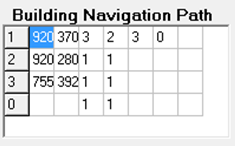 Building Navigation Path
1 920 370 3 2 3 0
2 920 280 1 1
3 755 392 1 1
0 1 1